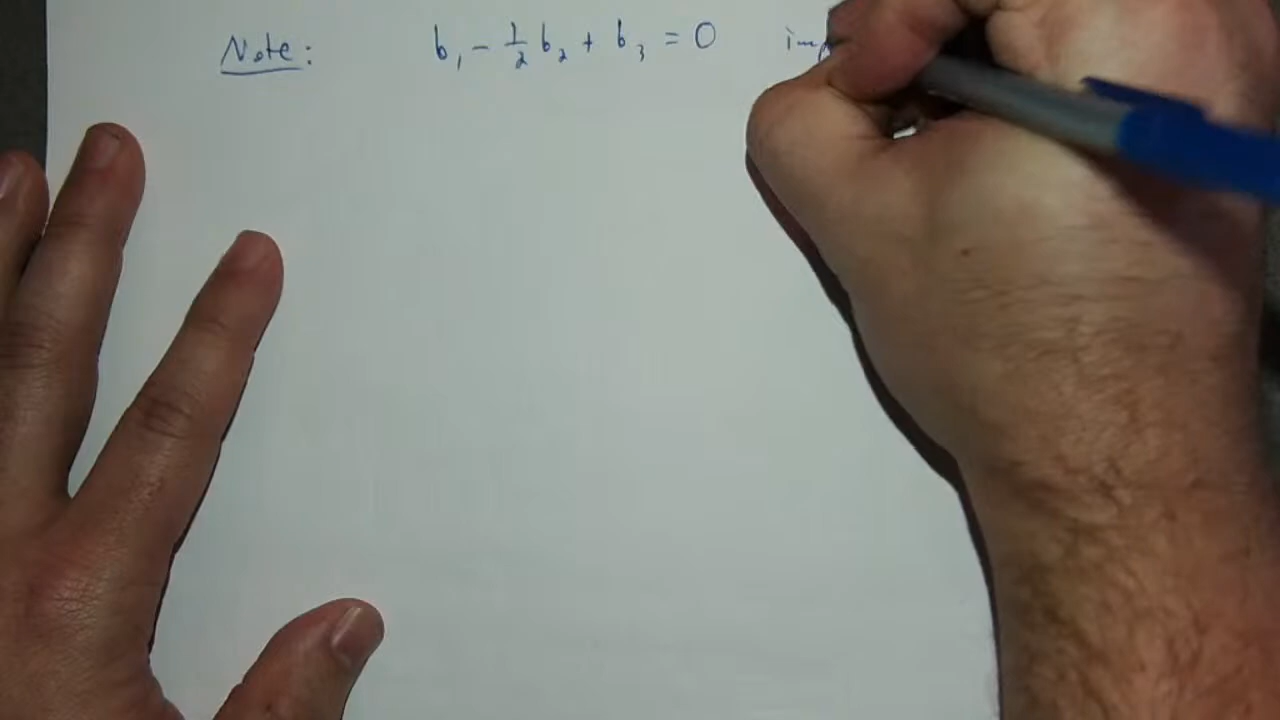 Note: b₁ - 1/2 b₂ + b₃ = 0